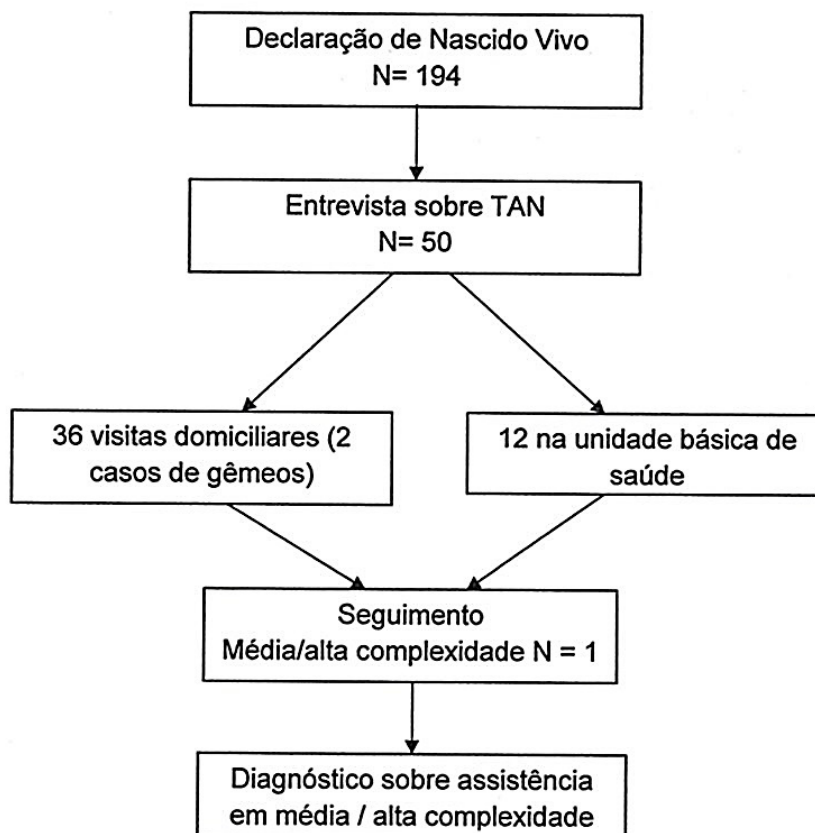 Declaração de Nascido Vivo
N= 194
Entrevista sobre TAN
N= 50
36 visitas domiciliares (2
casos de gêmeos)
12 na unidade básica de
saúde
Seguimento
Média/alta complexidade N = 1
Diagnóstico sobre assistência
em média / alta complexidade